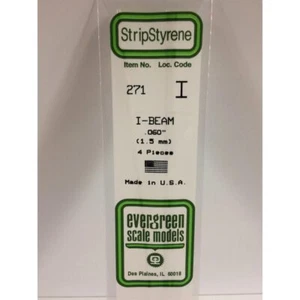 StripStyrene
Item No. Loc. Code
271 I
I-BEAM
.060"
(1.5 mm)
4 Pieces
Made in U.S.A.
evergreen
scale models
Des Plaines, IL 60018